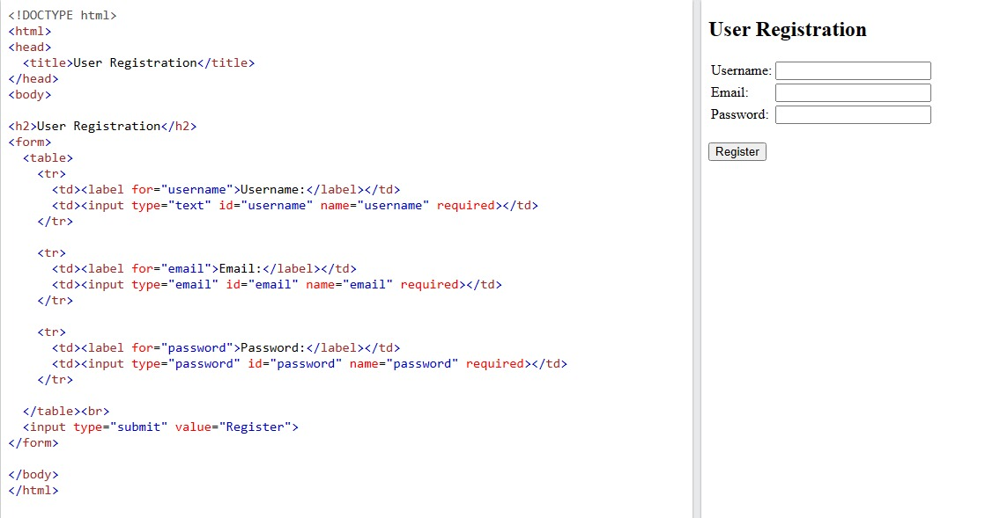 <!DOCTYPE html>
<html>
<head>
  <title>User Registration</title>
</head>
<body>

<h2>User Registration</h2>
<form>
  <table>
    <tr>
      <td><label for="username">Username:</label></td>
      <td><input type="text" id="username" name="username" required></td>
    </tr>

    <tr>
      <td><label for="email">Email:</label></td>
      <td><input type="email" id="email" name="email" required></td>
    </tr>

    <tr>
      <td><label for="password">Password:</label></td>
      <td><input type="password" id="password" name="password" required></td>
    </tr>

  </table><br>
  <input type="submit" value="Register">
</form>

</body>
</html>
User Registration
Username:
Email:
Password:
Register